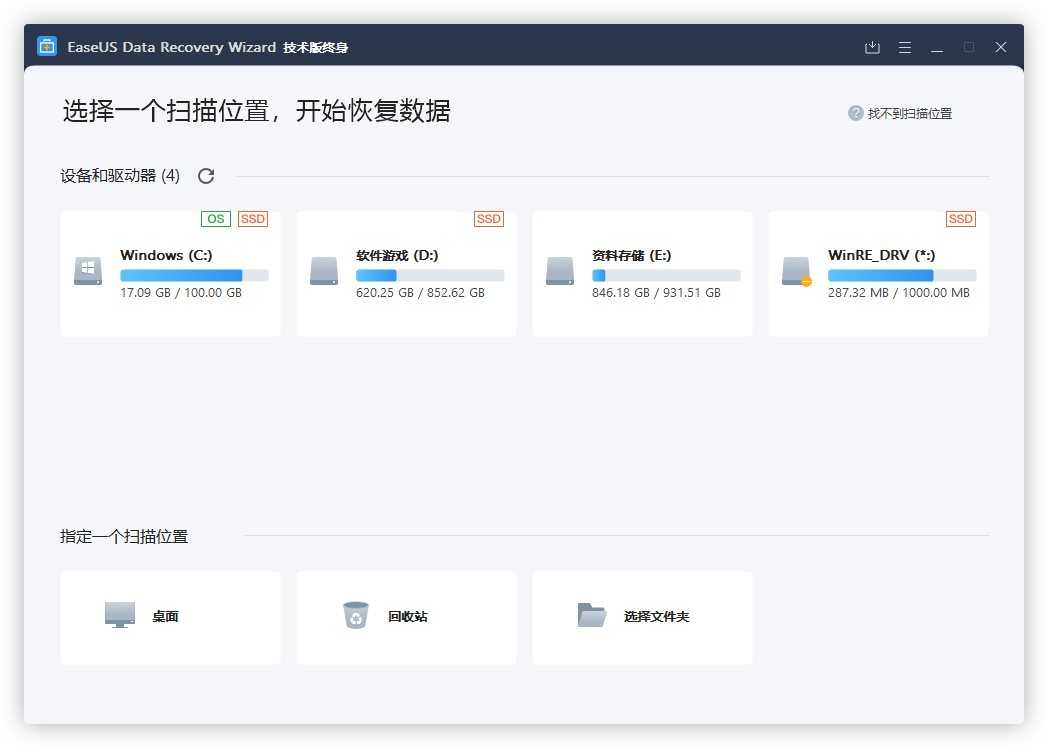 EaseUS Data Recovery Wizard 技术版终身
选择一个扫描位置，开始恢复数据
? 找不到扫描位置
设备和驱动器 (4)
OS SSD
Windows (C:)
17.09 GB / 100.00 GB
SSD
软件游戏 (D:)
620.25 GB / 852.62 GB
资料存储 (E:)
846.18 GB / 931.51 GB
SSD
WinRE_DRV (*:)
287.32 MB / 1000.00 MB
指定一个扫描位置
桌面
回收站
选择文件夹